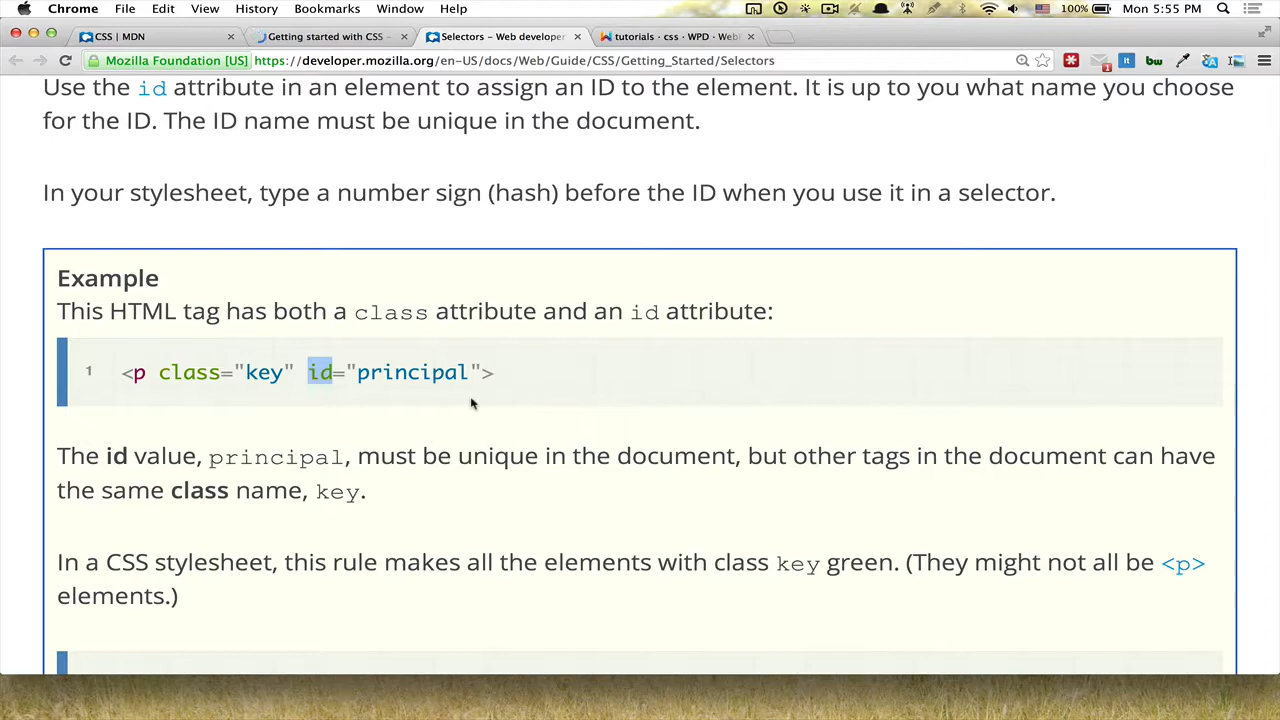 Chrome File Edit View History Bookmarks Window Help 100% Mon 5:55 PM
CSS | MDN Getting started with CSS – Selectors – Web developer tutorials · css · WPD · Webf
Mozilla Foundation [US] https://developer.mozilla.org/en-US/docs/Web/Guide/CSS/Getting_Started/Selectors
Use the id attribute in an element to assign an ID to the element. It is up to you what name you choose
for the ID. The ID name must be unique in the document.
In your stylesheet, type a number sign (hash) before the ID when you use it in a selector.
Example
This HTML tag has both a class attribute and an id attribute:
1 <p class="key" id="principal">
The id value, principal, must be unique in the document, but other tags in the document can have
the same class name, key.
In a CSS stylesheet, this rule makes all the elements with class key green. (They might not all be <p>
elements.)